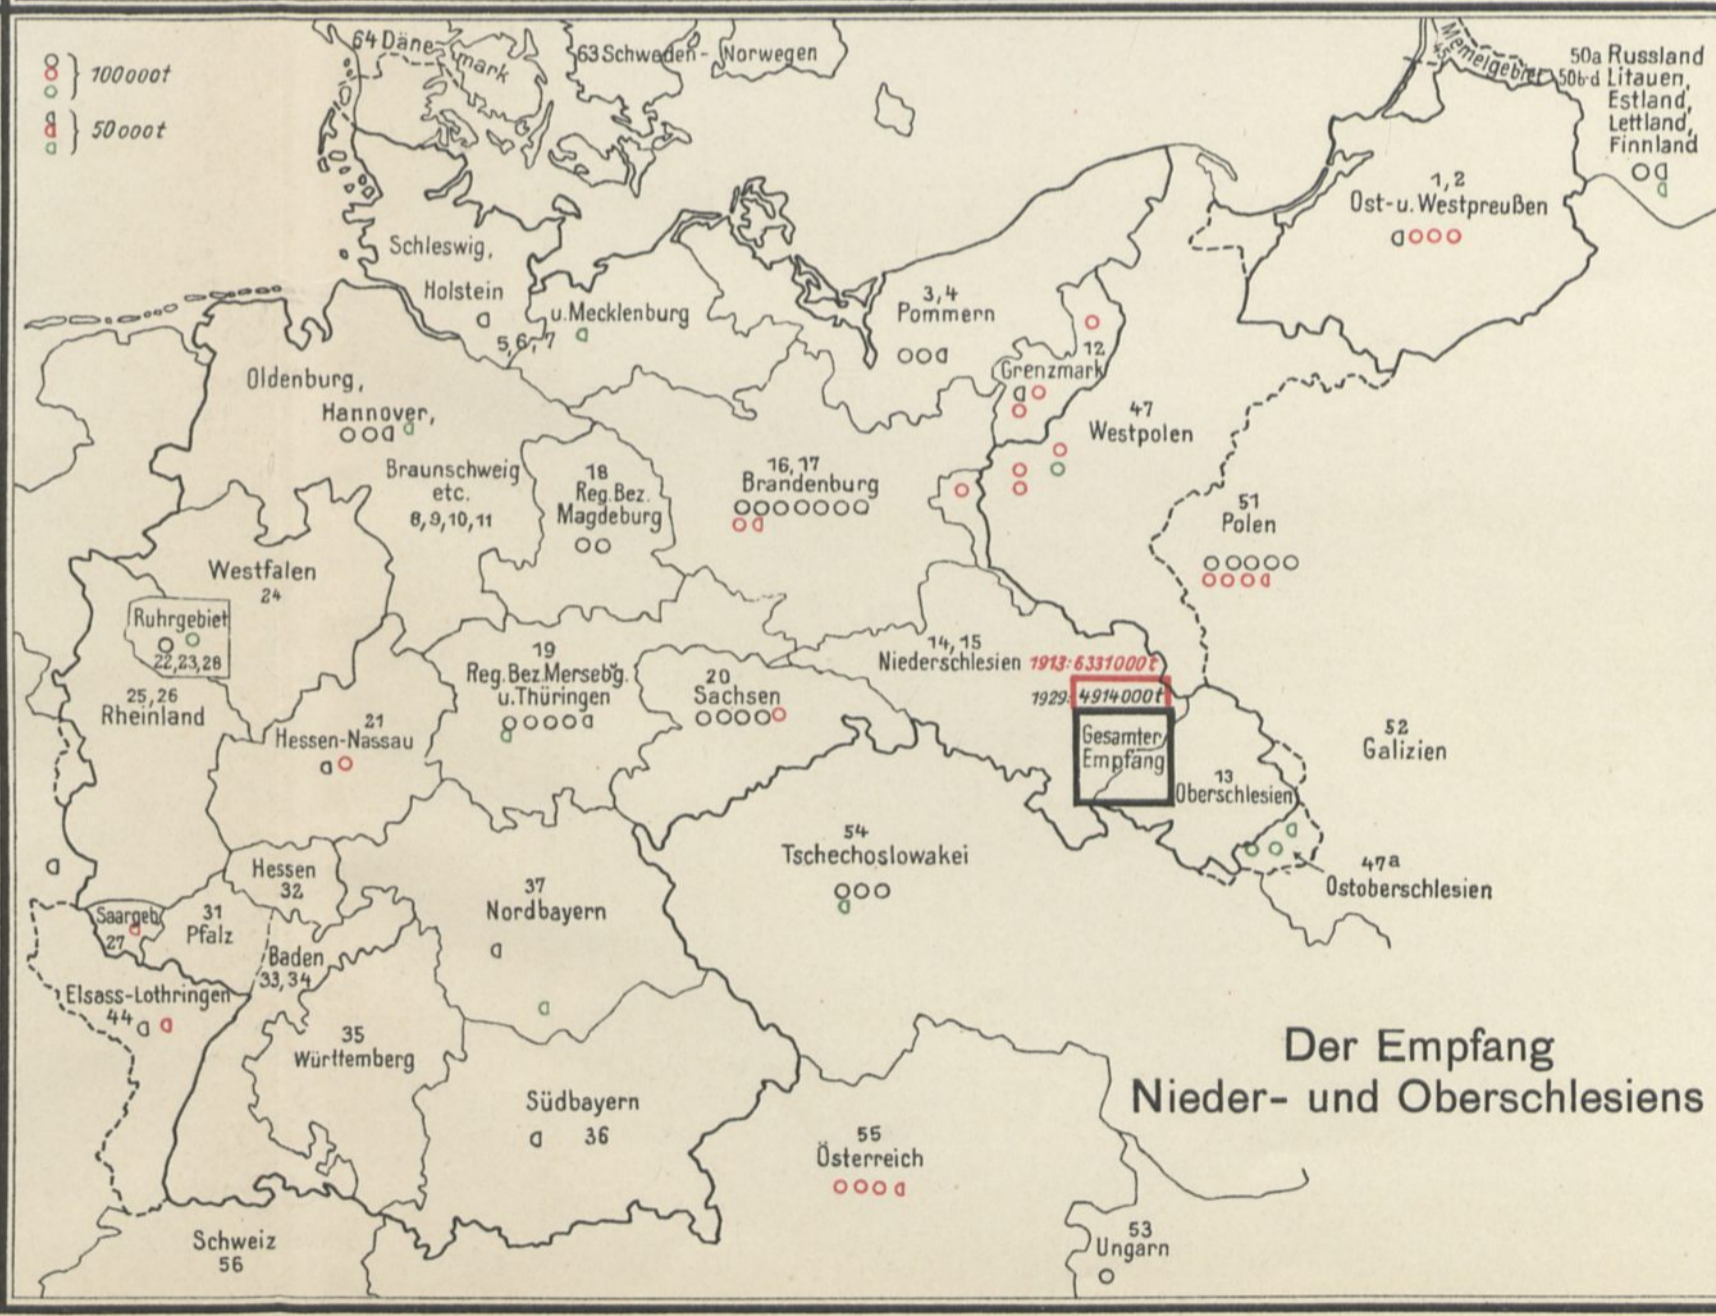 100000t
50000t
64 Däne-
mark
63 Schweden- Norwegen
Memelgebiet
45
50a Russland
50b-d Litauen,
Estland,
Lettland,
Finnland
1,2
Ost-u.Westpreußen
Schleswig,
Holstein
u.Mecklenburg
5,6,7
3,4
Pommern
12
Grenzmark
Oldenburg,
Hannover,
Braunschweig
etc.
8,9,10,11
18
Reg.Bez.
Magdeburg
16,17
Brandenburg
47
Westpolen
51
Polen
Westfalen
24
Ruhrgebiet
22,23,28
25,26
Rheinland
21
Hessen-Nassau
19
Reg.Bez.Mersebg.
u.Thüringen
20
Sachsen
14,15
Niederschlesien
1913:6331000t
1929: 4914000t
Gesamter
Empfang
13
Oberschlesien
52
Galizien
47a
Ostoberschlesien
54
Tschechoslowakei
Hessen
32
Saargeb.
27
31
Pfalz
37
Nordbayern
Baden
33,34
Elsass-Lothringen
44
35
Württemberg
Südbayern
36
55
Österreich
Schweiz
56
53
Ungarn
Der Empfang
Nieder- und Oberschlesiens